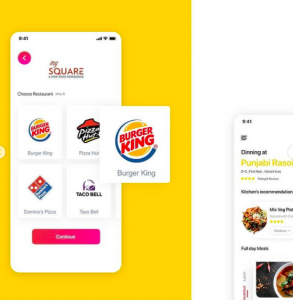 9:41
my
SQUARE
Choose Restaurant
BURGER
KING
Pizza
Hut
BURGER
KING
Burger King
Pizza Hut
Burger King
Domino's
TACO BELL
Domino's Pizza
Taco Bell
Continue
9:41
Dinning at
Punjabi Rasoi
Kitchen's recommendation
Mix Veg Plat
Kitchen
Full day Meals